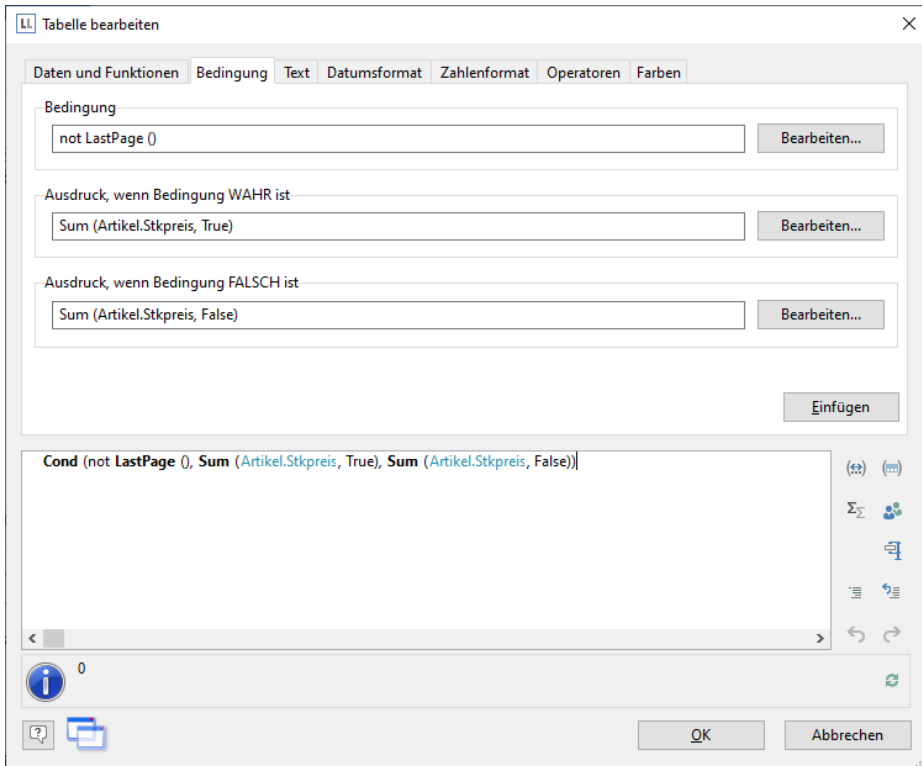 LL Tabelle bearbeiten
Daten und Funktionen Bedingung Text Datumsformat Zahlenformat Operatoren Farben
Bedingung
not LastPage () Bearbeiten...
Ausdruck, wenn Bedingung WAHR ist
Sum (Artikel.Stkpreis, True) Bearbeiten...
Ausdruck, wenn Bedingung FALSCH ist
Sum (Artikel.Stkpreis, False) Bearbeiten...
Einfügen
Cond (not LastPage (), Sum (Artikel.Stkpreis, True), Sum (Artikel.Stkpreis, False))
0
OK Abbrechen